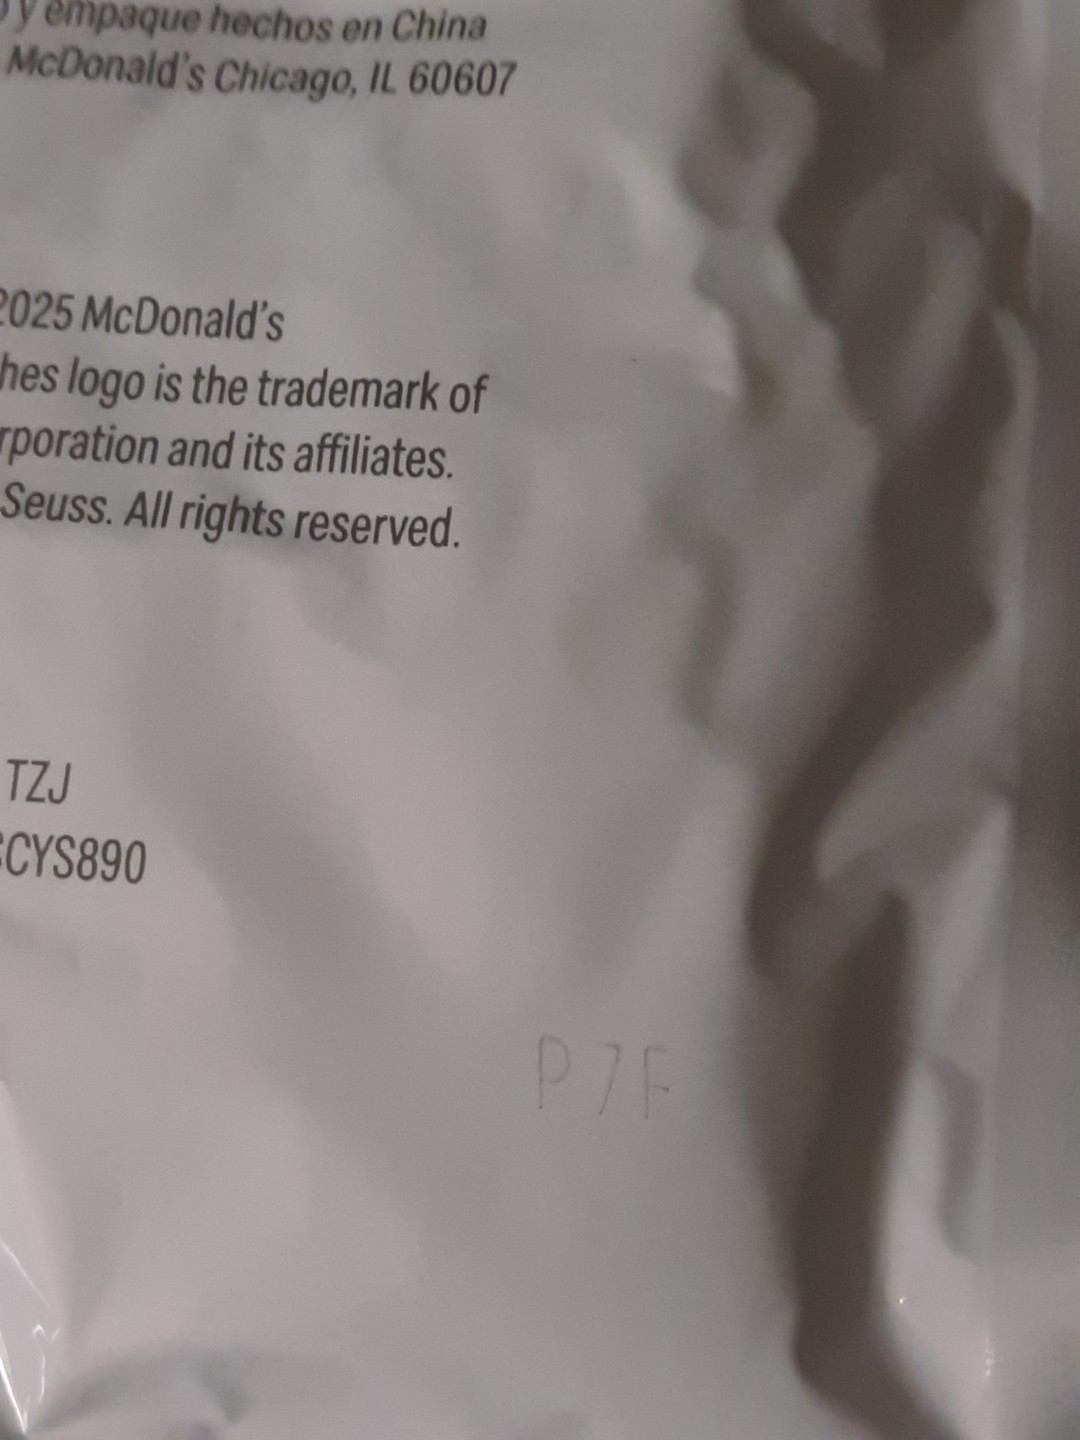 y empaque hechos en China
McDonald's Chicago, IL 60607
2025 McDonald's
hes logo is the trademark of
rporation and its affiliates.
Seuss. All rights reserved.
TZJ
CYS890
P 7 F